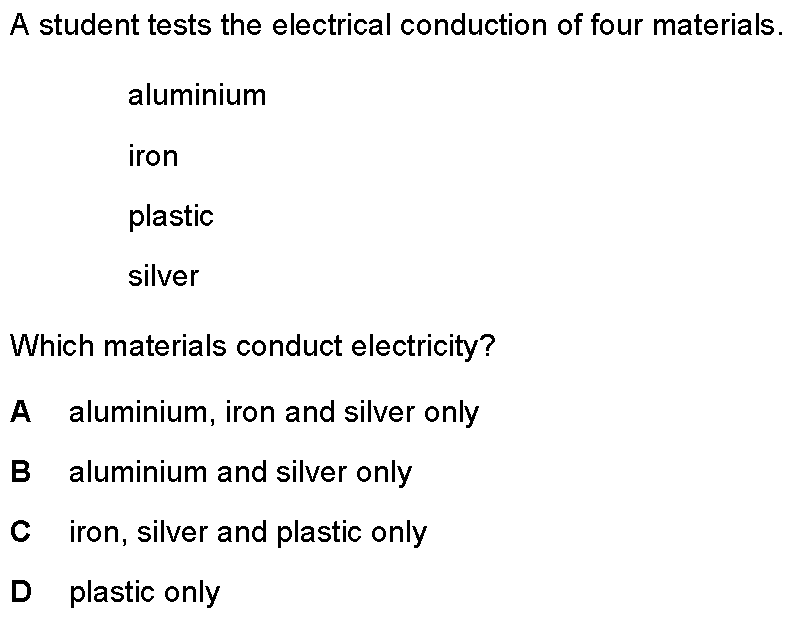 A student tests the electrical conduction of four materials.
aluminium
iron
plastic
silver
Which materials conduct electricity?
A aluminium, iron and silver only
B aluminium and silver only
C iron, silver and plastic only
D plastic only